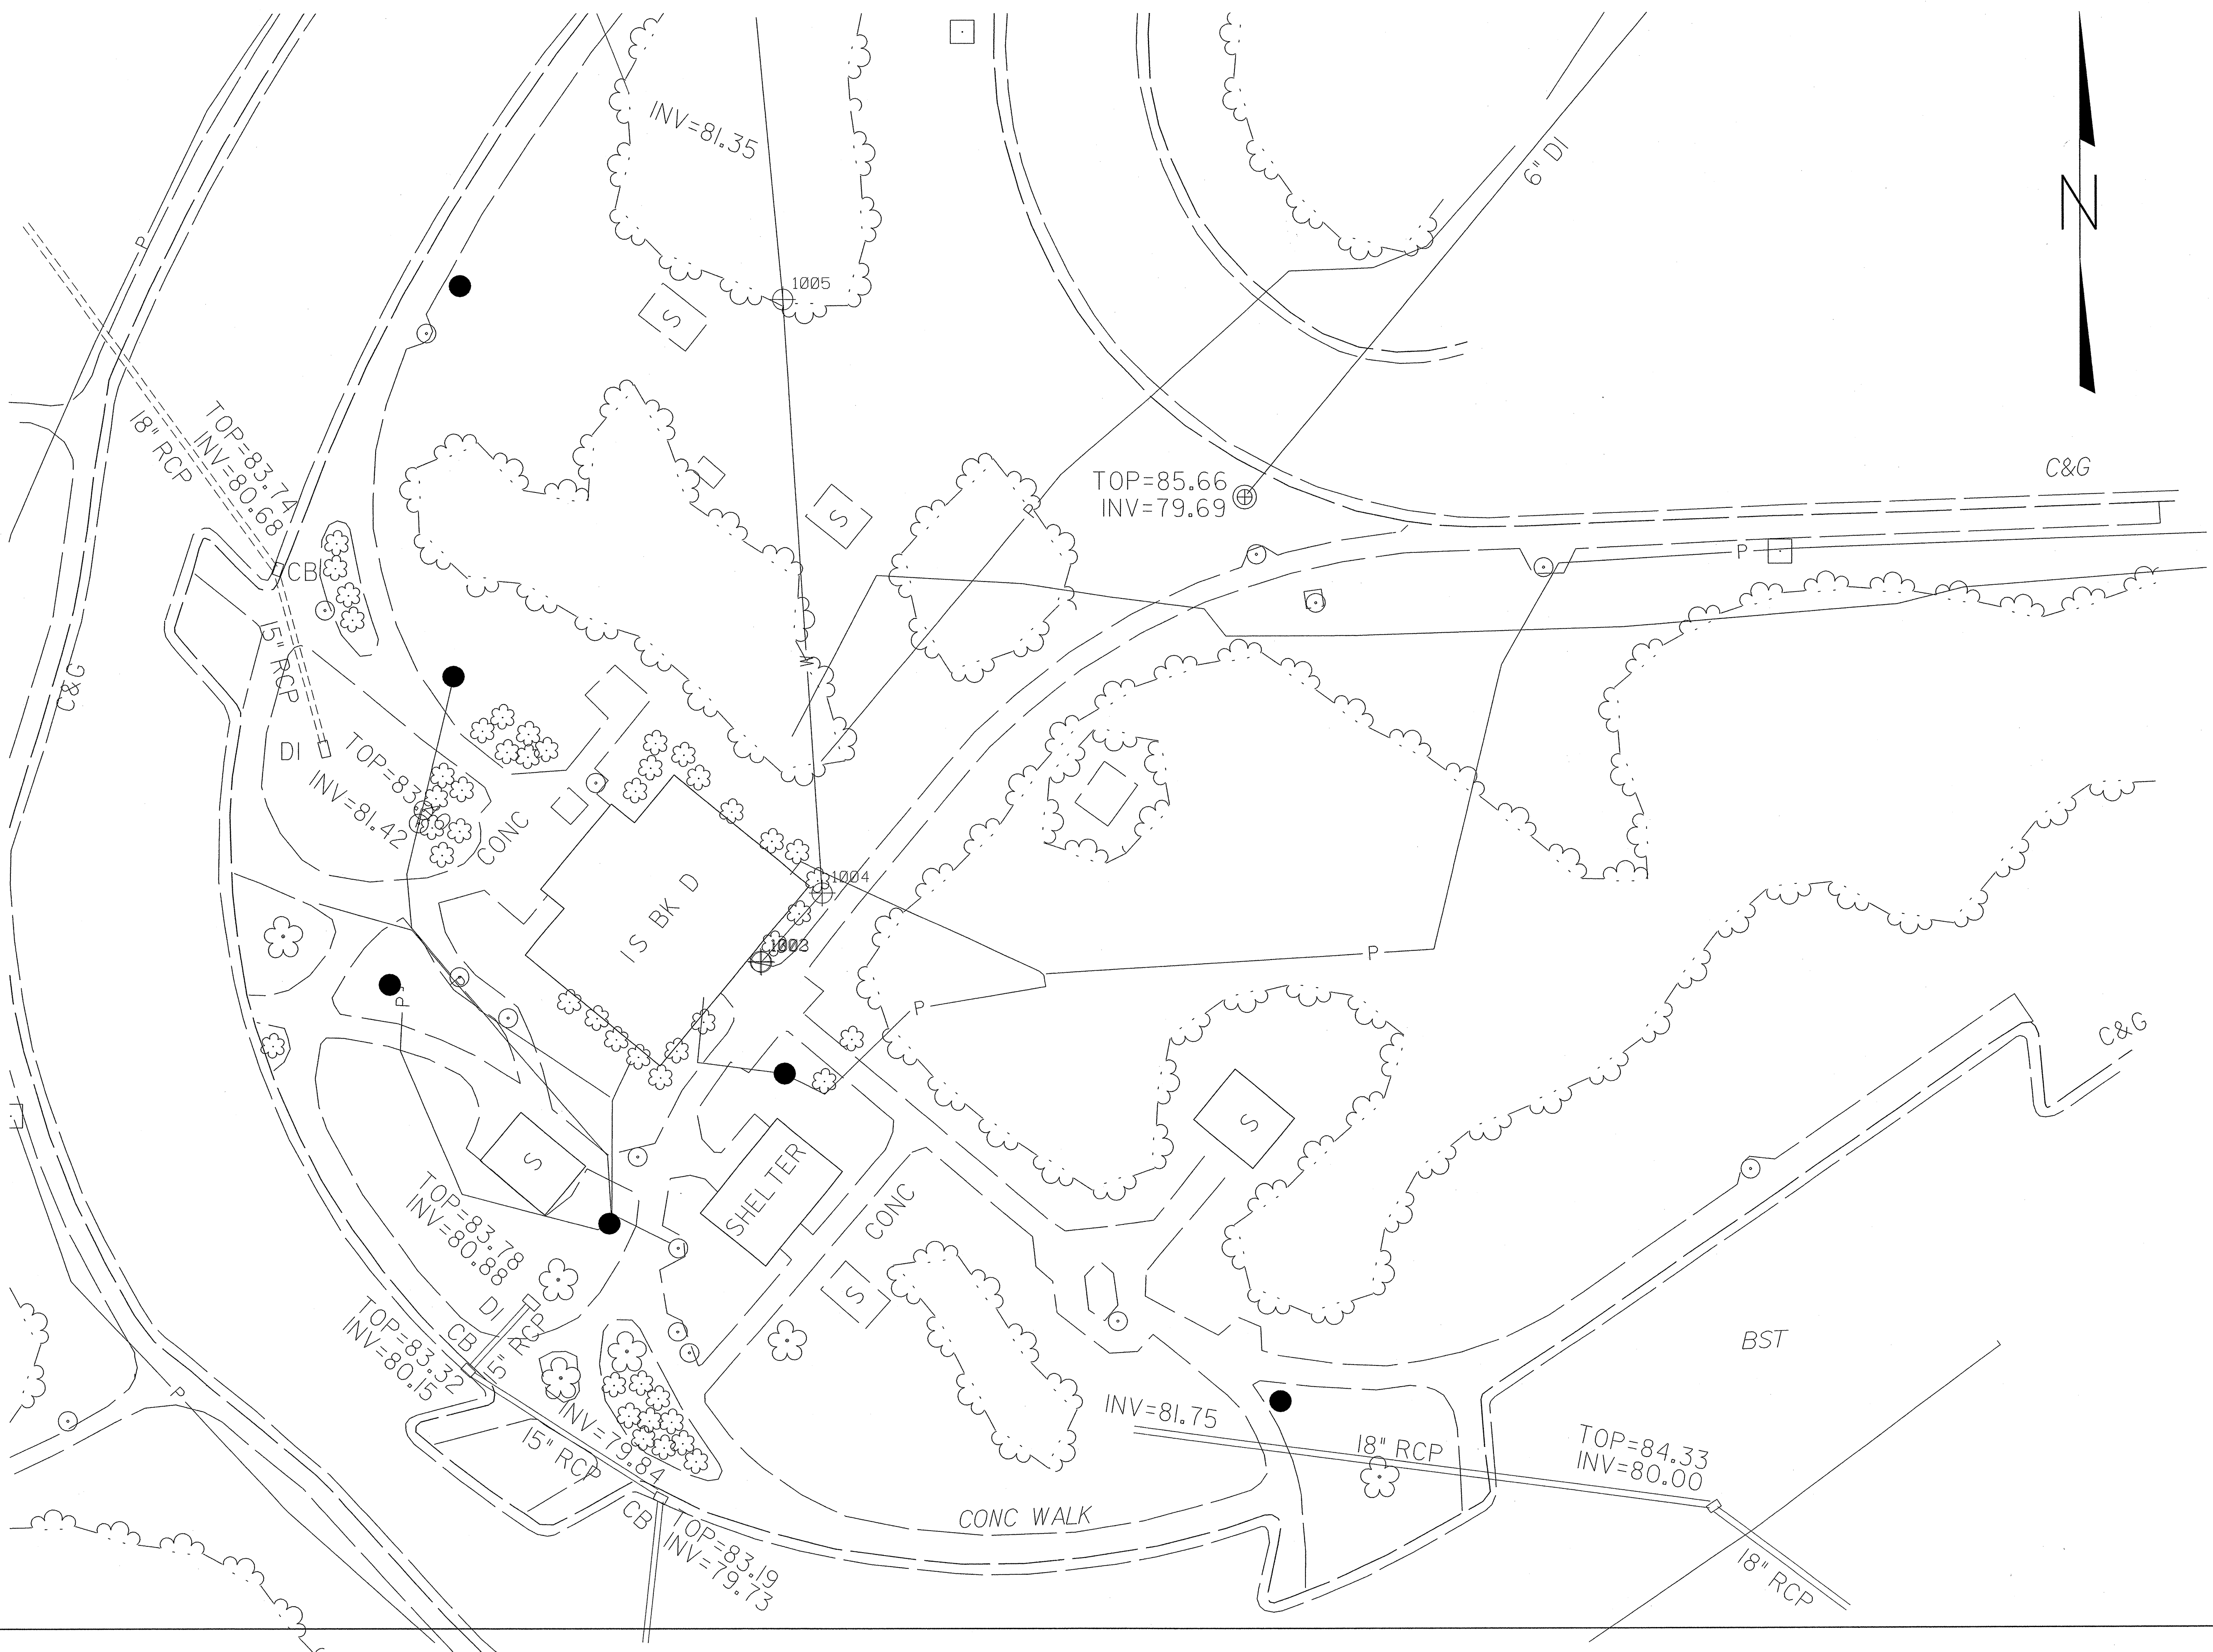 INV=81.35
1005
6" DI
N
P
TOP=83.74
INV=80.68
18" RCP
C&G
TOP=85.66
INV=79.69
P
P
CB
15" RCP
C&G
W
DI
INV=81.42
CONC
1004
IS BK D
P
P
P
C&G
S
S
S
S
S
SHELTER
CONC
TOP=83.78
INV=80.88
DI
CB
15" RCP
TOP=83.32
INV=80.15
P
BST
INV=81.75
18" RCP
TOP=84.33
INV=80.00
INV=79.84
15" RCP
CONC WALK
CB
TOP=83.19
INV=79.73
18" RCP